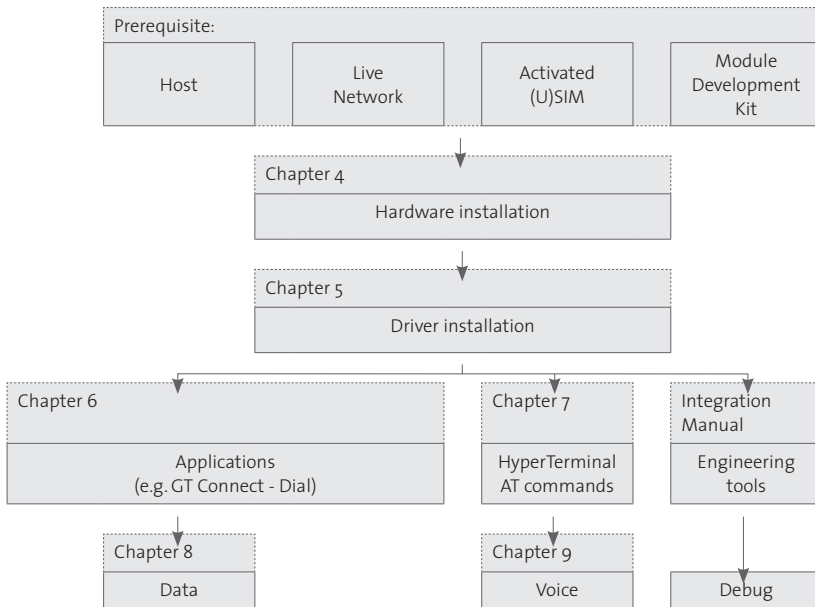 Prerequisite:
Host
Live
Network
Activated
(U)SIM
Module
Development
Kit
Chapter 4
Hardware installation
Chapter 5
Driver installation
Chapter 6
Applications
(e.g. GT Connect - Dial)
Chapter 7
HyperTerminal
AT commands
Integration
Manual
Engineering
tools
Chapter 8
Data
Chapter 9
Voice
Debug